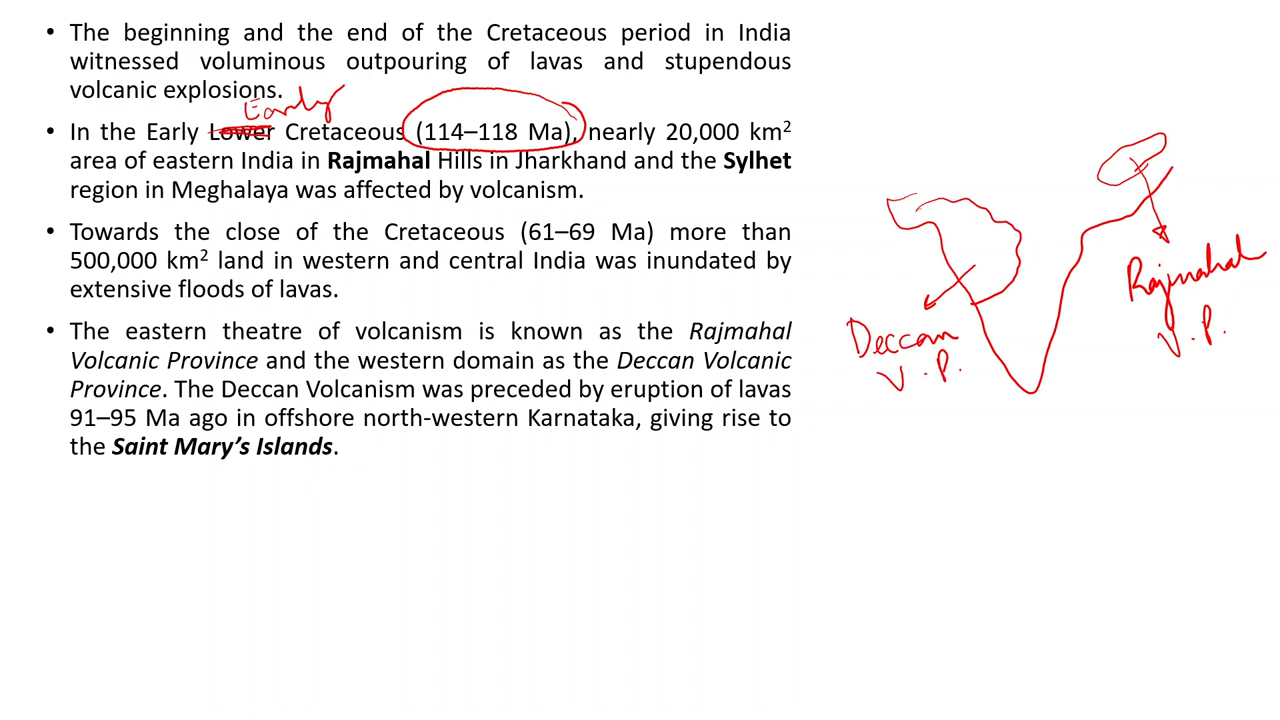 • The beginning and the end of the Cretaceous period in India
witnessed voluminous outpouring of lavas and stupendous
volcanic explosions.
Early
• In the Early Lower Cretaceous (114–118 Ma), nearly 20,000 km²
area of eastern India in Rajmahal Hills in Jharkhand and the Sylhet
region in Meghalaya was affected by volcanism.
• Towards the close of the Cretaceous (61–69 Ma) more than
500,000 km² land in western and central India was inundated by
extensive floods of lavas.
• The eastern theatre of volcanism is known as the Rajmahal
Volcanic Province and the western domain as the Deccan Volcanic
Province. The Deccan Volcanism was preceded by eruption of lavas
91–95 Ma ago in offshore north-western Karnataka, giving rise to
the Saint Mary’s Islands.
Deccan
V.P.
Rajmahal
V.P.